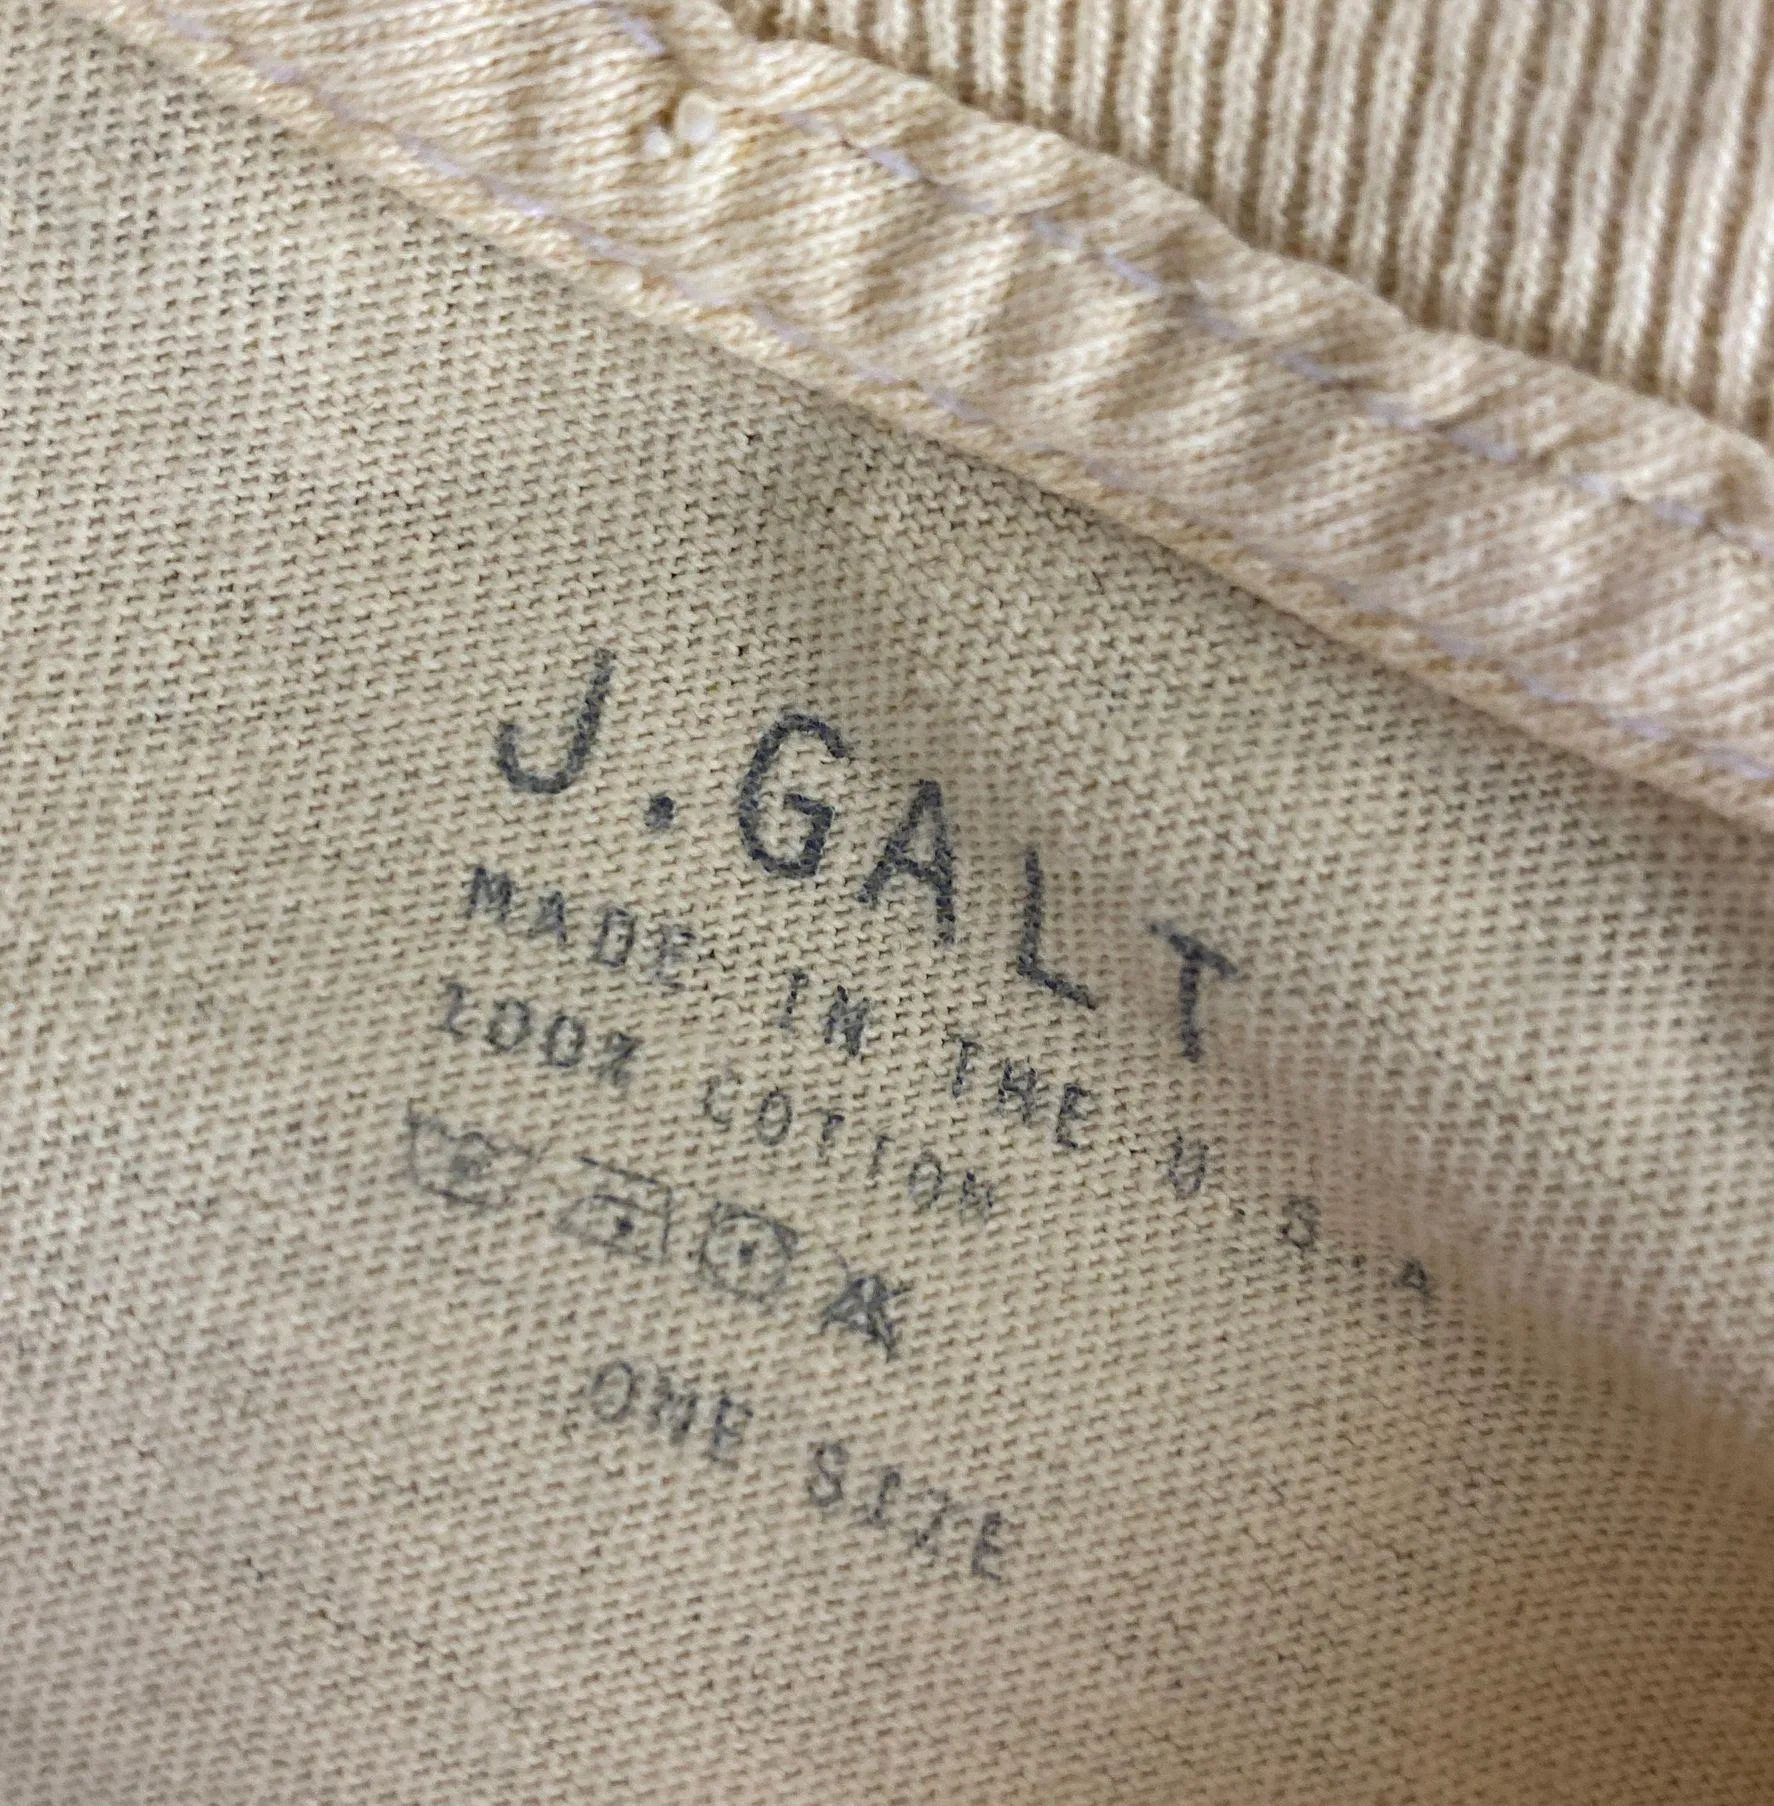 J.GALT
MADE IN THE U.S.A
100% COTTON
ONE SIZE